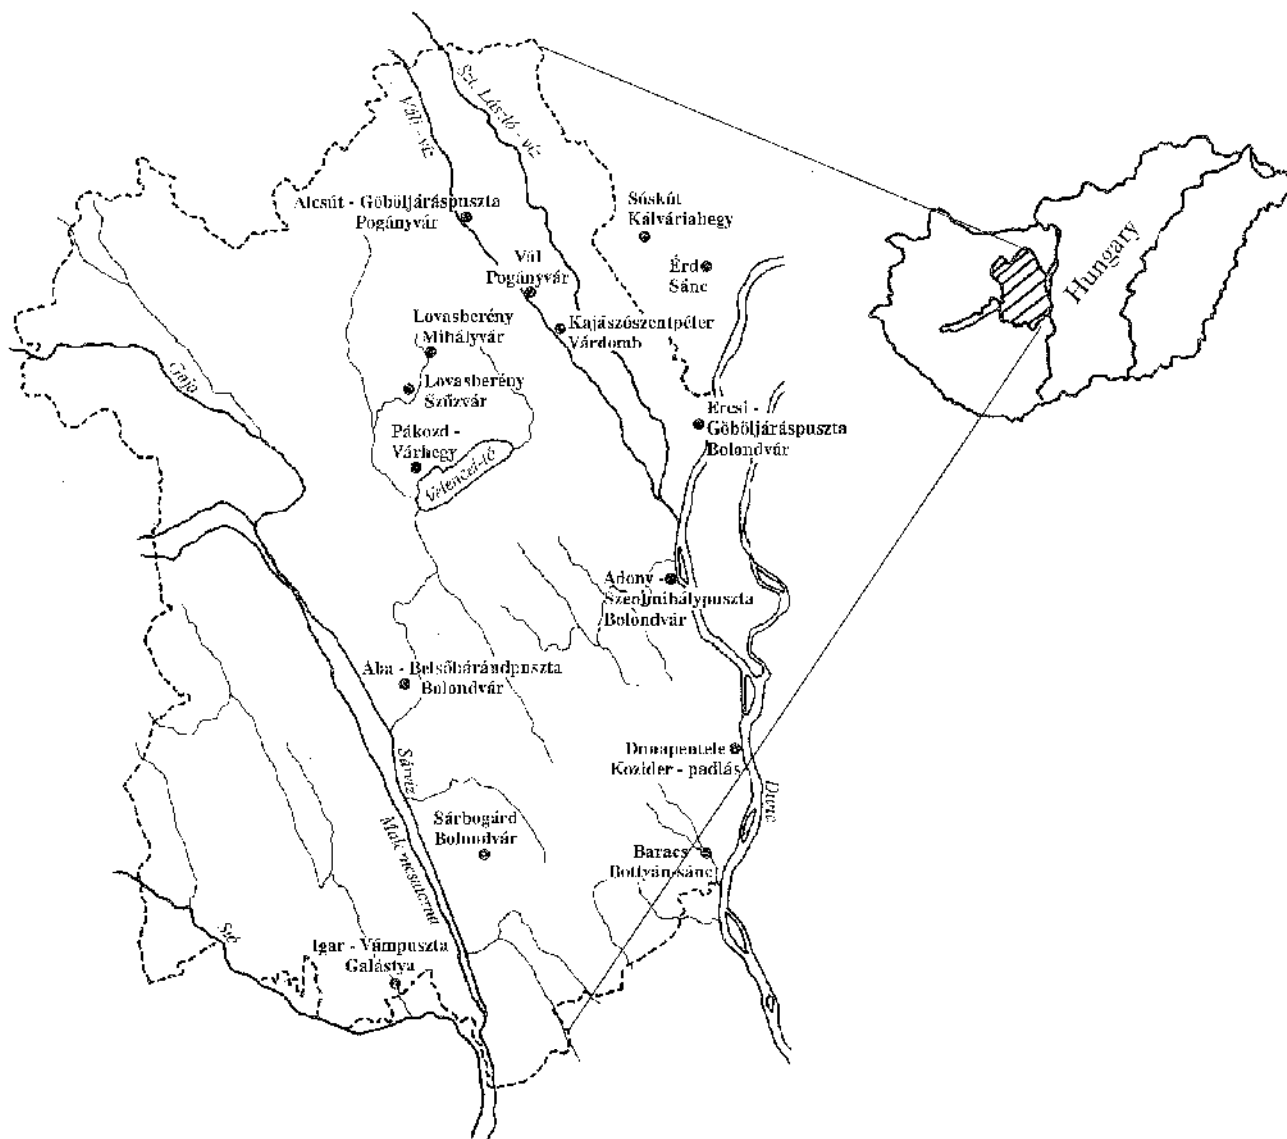 Váli - víz
Szt. László - víz
Alcsút - Göböljáráspuszta
Pogányvár
Sóskút
Kálváriahegy
Érd
Sánc
Vál
Pogányvár
Hungary
Lovasberény
Mihályvár
Kajászószentpéter
Várdomb
Gaja
Lovasberény
Szűzvár
Ercsi -
Göböljáráspuszta
Bolondvár
Pákozd -
Várhegy
Velencei-tó
Adony -
Szentmihálypuszta
Bolondvár
Aba - Belsőbárándpuszta
Bolondvár
Dunapentele
Kozider - padlás
Sárvíz
Duna
Sárbogárd
Bolondvár
Baracs
Bottyán-sánc
Sió
Igar - Vámpuszta
Galástya